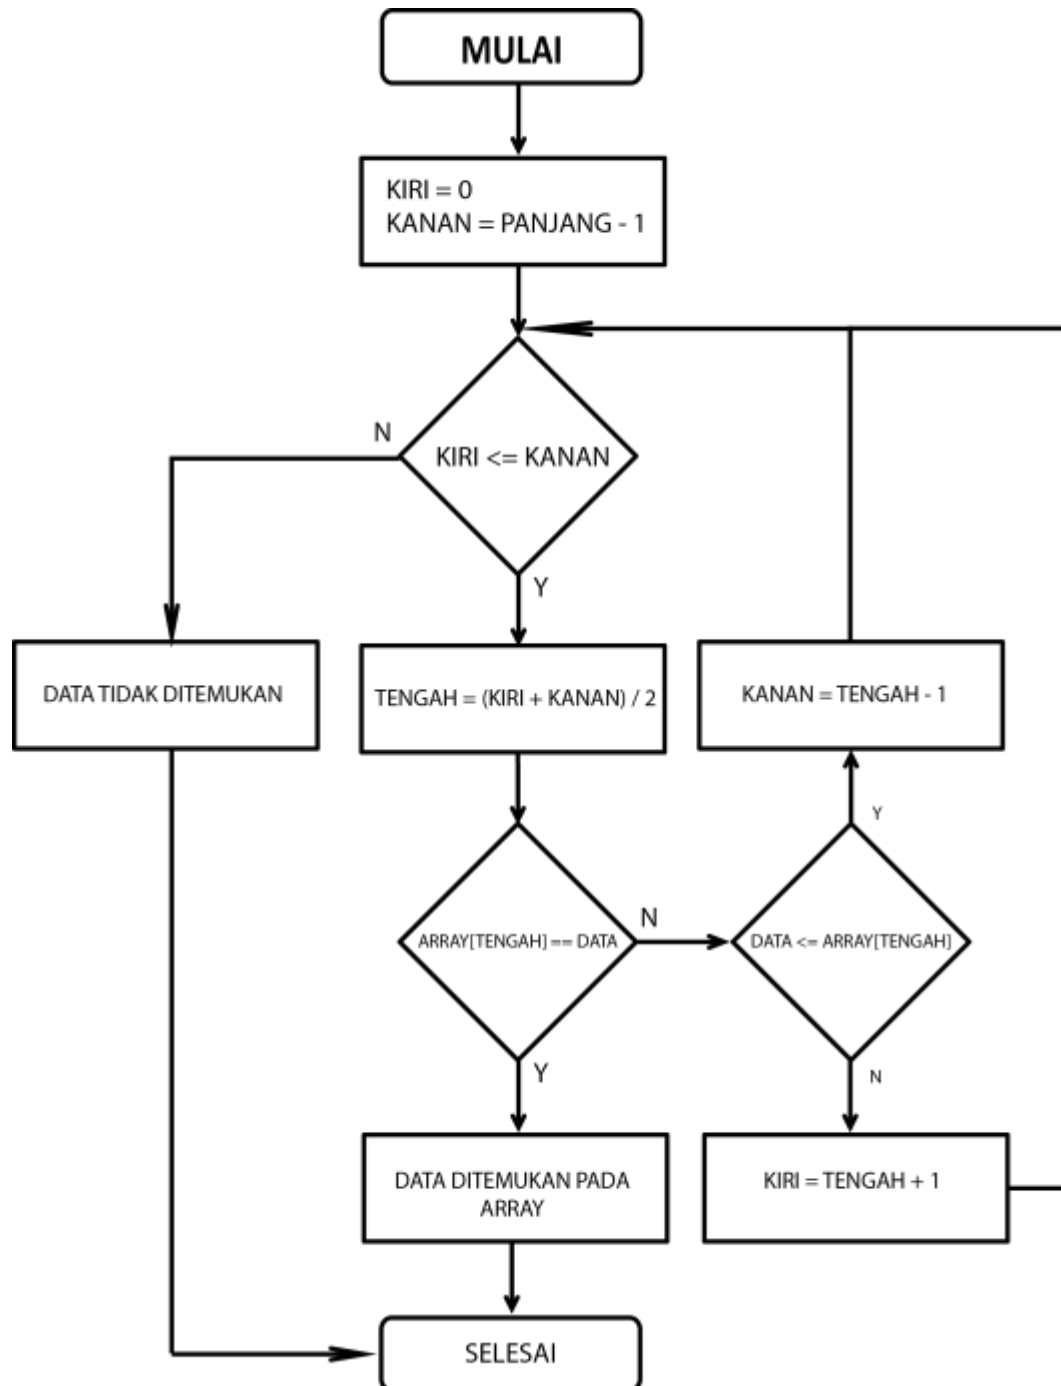 MULAI
KIRI = 0
KANAN = PANJANG - 1
N
KIRI <= KANAN
Y
DATA TIDAK DITEMUKAN
TENGAH = (KIRI + KANAN) / 2
KANAN = TENGAH - 1
Y
ARRAY[TENGAH] == DATA
N
DATA <= ARRAY[TENGAH]
Y
N
DATA DITEMUKAN PADA
ARRAY
KIRI = TENGAH + 1
SELESAI